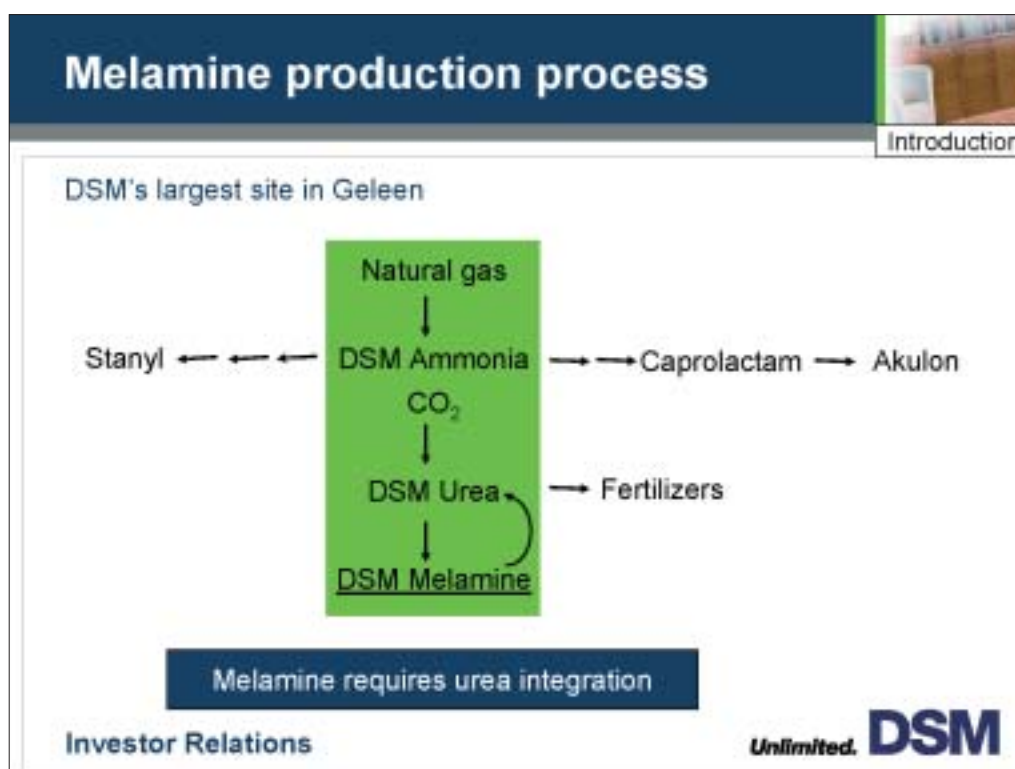 Melamine production process
Introduction
DSM's largest site in Geleen
Natural gas
Stanyl DSM Ammonia Caprolactam Akulon
CO₂
DSM Urea Fertilizers
DSM Melamine
Melamine requires urea integration
Investor Relations Unlimited. DSM